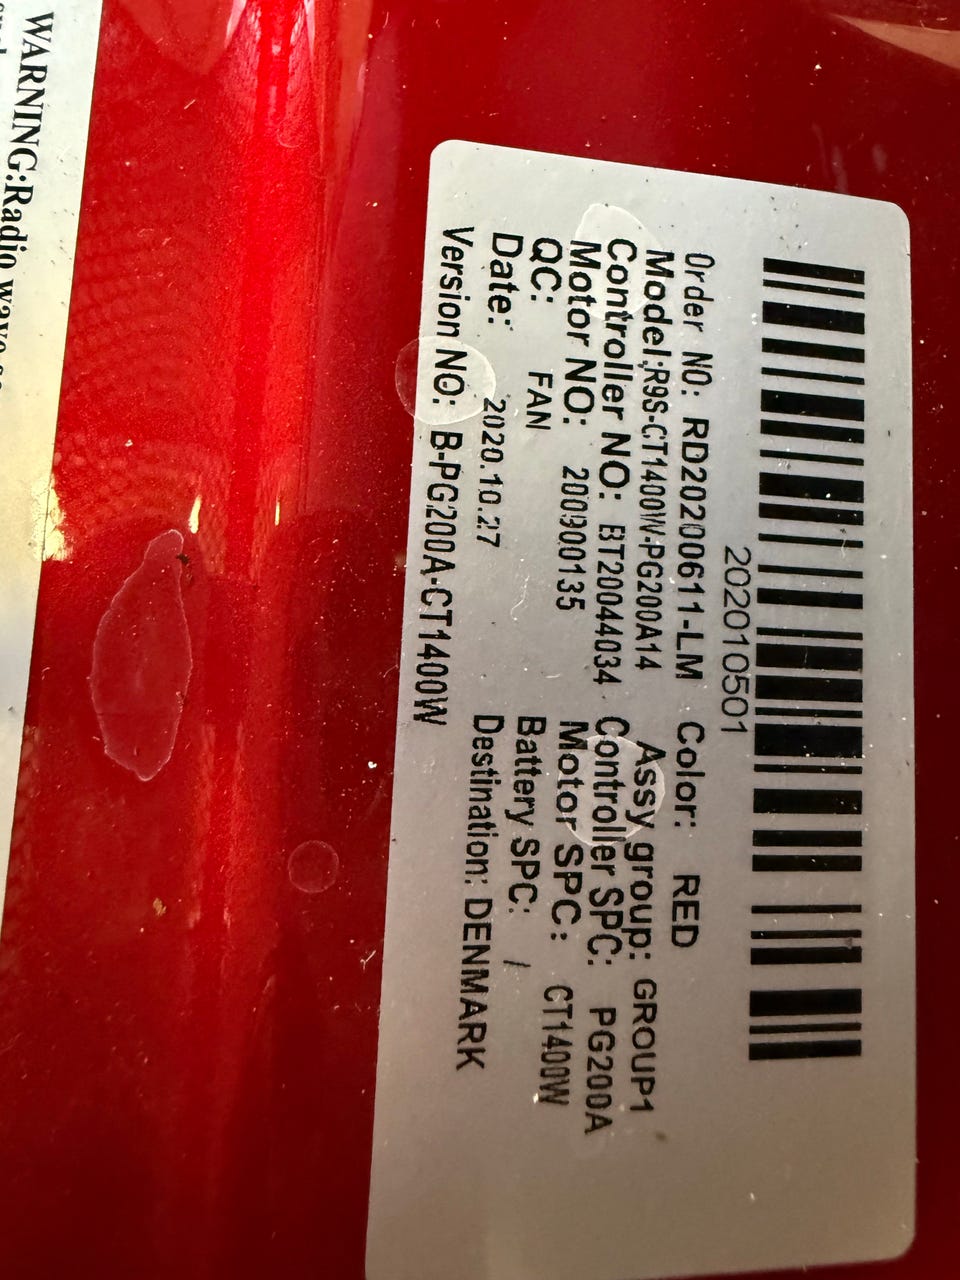 202010501
Order NO: RD20200611-LM Color: RED
Model:R9S-CT1400W-PG200A14 Assy group: GROUP1
Controller NO: BT20044034 Controller SPC: PG200A
Motor NO: 200900135 Motor SPC: CT1400W
QC: FAN Battery SPC: /
Date: 2020.10.27 Destination: DENMARK
Version NO: B-PG200A-CT1400W
WARNING:Radio